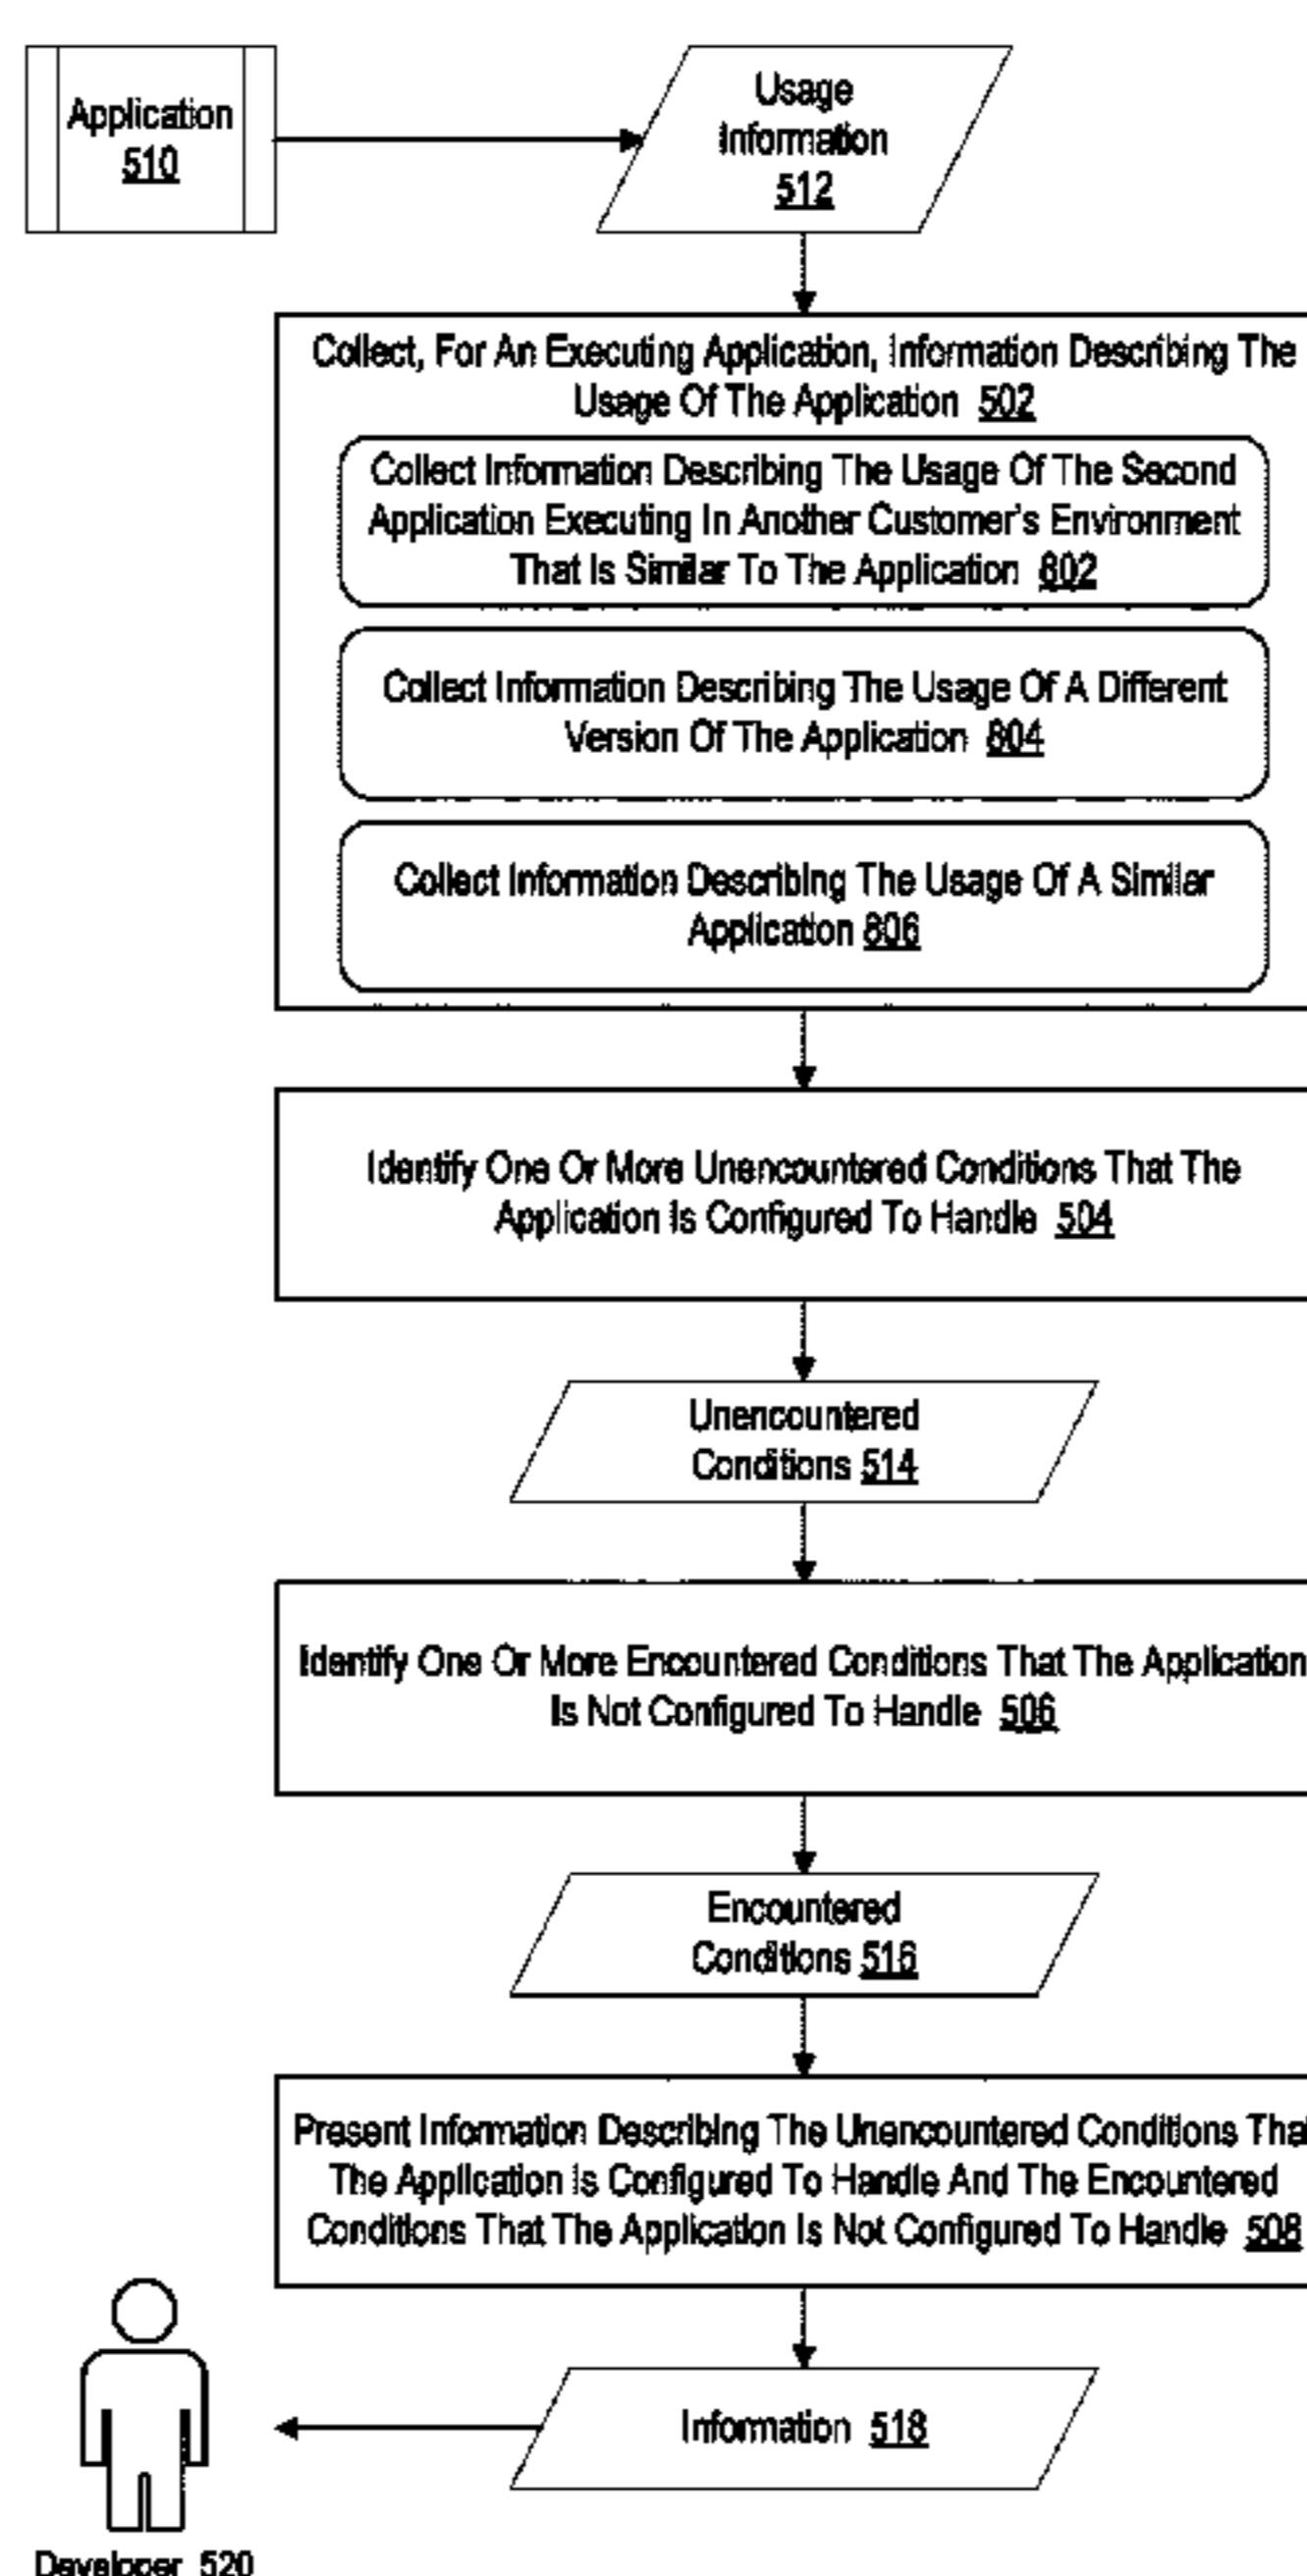 Application
510
Usage
Information
512
Collect, For An Executing Application, Information Describing The
Usage Of The Application 502
Collect Information Describing The Usage Of The Second
Application Executing In Another Customer's Environment
That Is Similar To The Application 602
Collect Information Describing The Usage Of A Different
Version Of The Application 604
Collect Information Describing The Usage Of A Similar
Application 606
Identify One Or More Unencountered Conditions That The
Application Is Configured To Handle 504
Unencountered
Conditions 514
Identify One Or More Encountered Conditions That The Application
Is Not Configured To Handle 506
Encountered
Conditions 516
Present Information Describing The Unencountered Conditions That
The Application Is Configured To Handle And The Encountered
Conditions That The Application Is Not Configured To Handle 508
Information 518
Developer 520